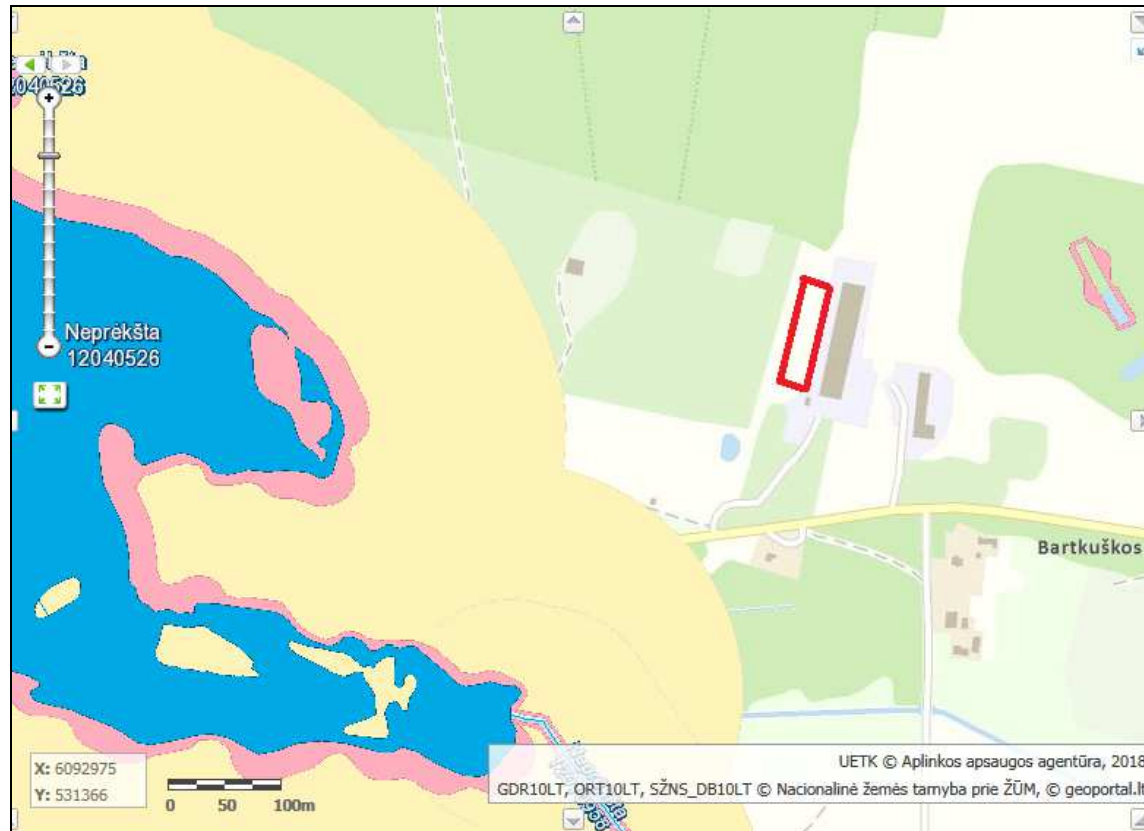 12040526
Neprėkšta
12040526
Bartkuškos
X: 6092975
Y: 531366
0 50 100m
UETK © Aplinkos apsaugos agentūra, 2018
GDR10LT, ORT10LT, SŽNS_DB10LT © Nacionalinė žemės tarnyba prie ŽŪM, © geoportal.lt